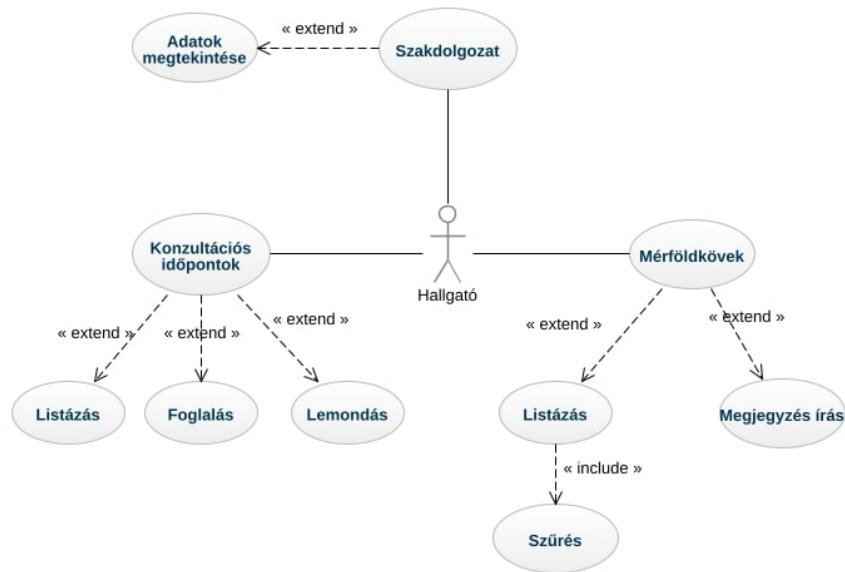 « extend »
Adatok
megtekintése
Szakdolgozat
Konzultációs
időpontok
Mérföldkövek
Hallgató
« extend »
« extend »
« extend »
« extend »
« extend »
Listázás
Foglalás
Lemondás
Listázás
Megjegyzés írás
« include »
Szűrés